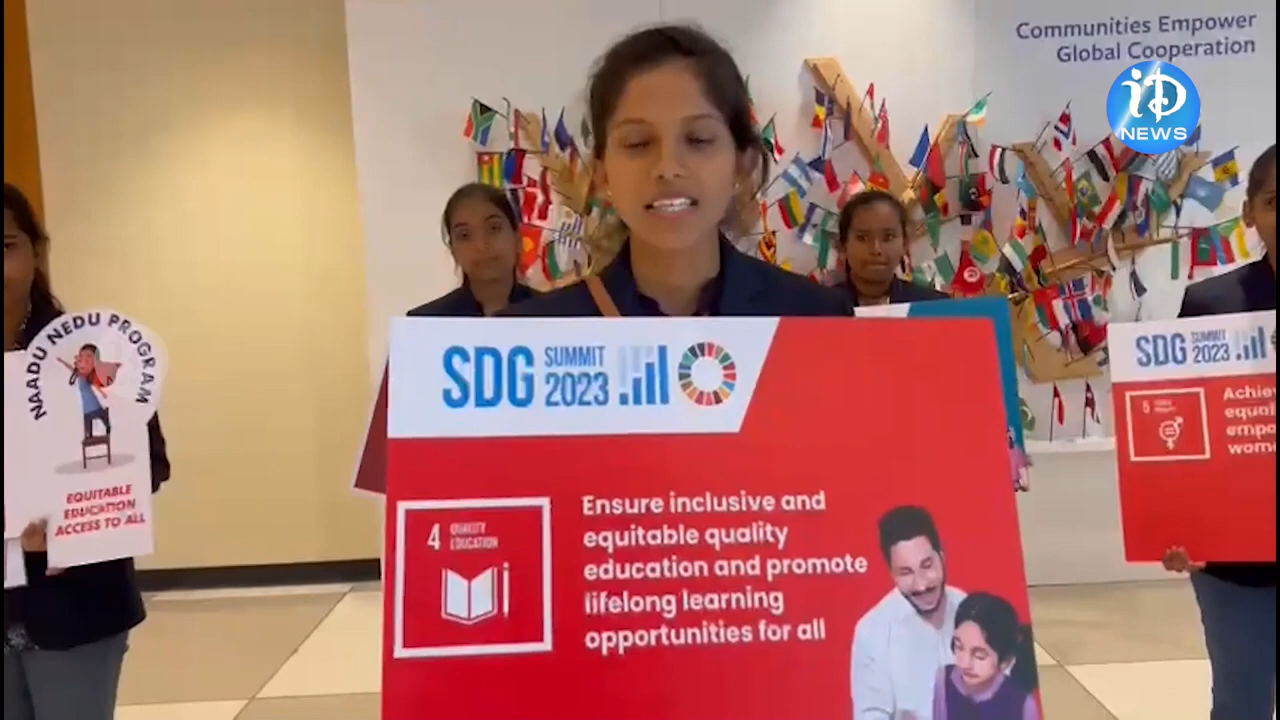 Communities Empower
Global Cooperation
iD
NEWS
NAADU NEDU PROGRAM
EQUITABLE
EDUCATION
ACCESS TO ALL
SDG SUMMIT
2023
4 QUALITY
EDUCATION
Ensure inclusive and
equitable quality
education and promote
lifelong learning
opportunities for all
SDG SUMMIT
2023
5
Achie
equal
empo
wom